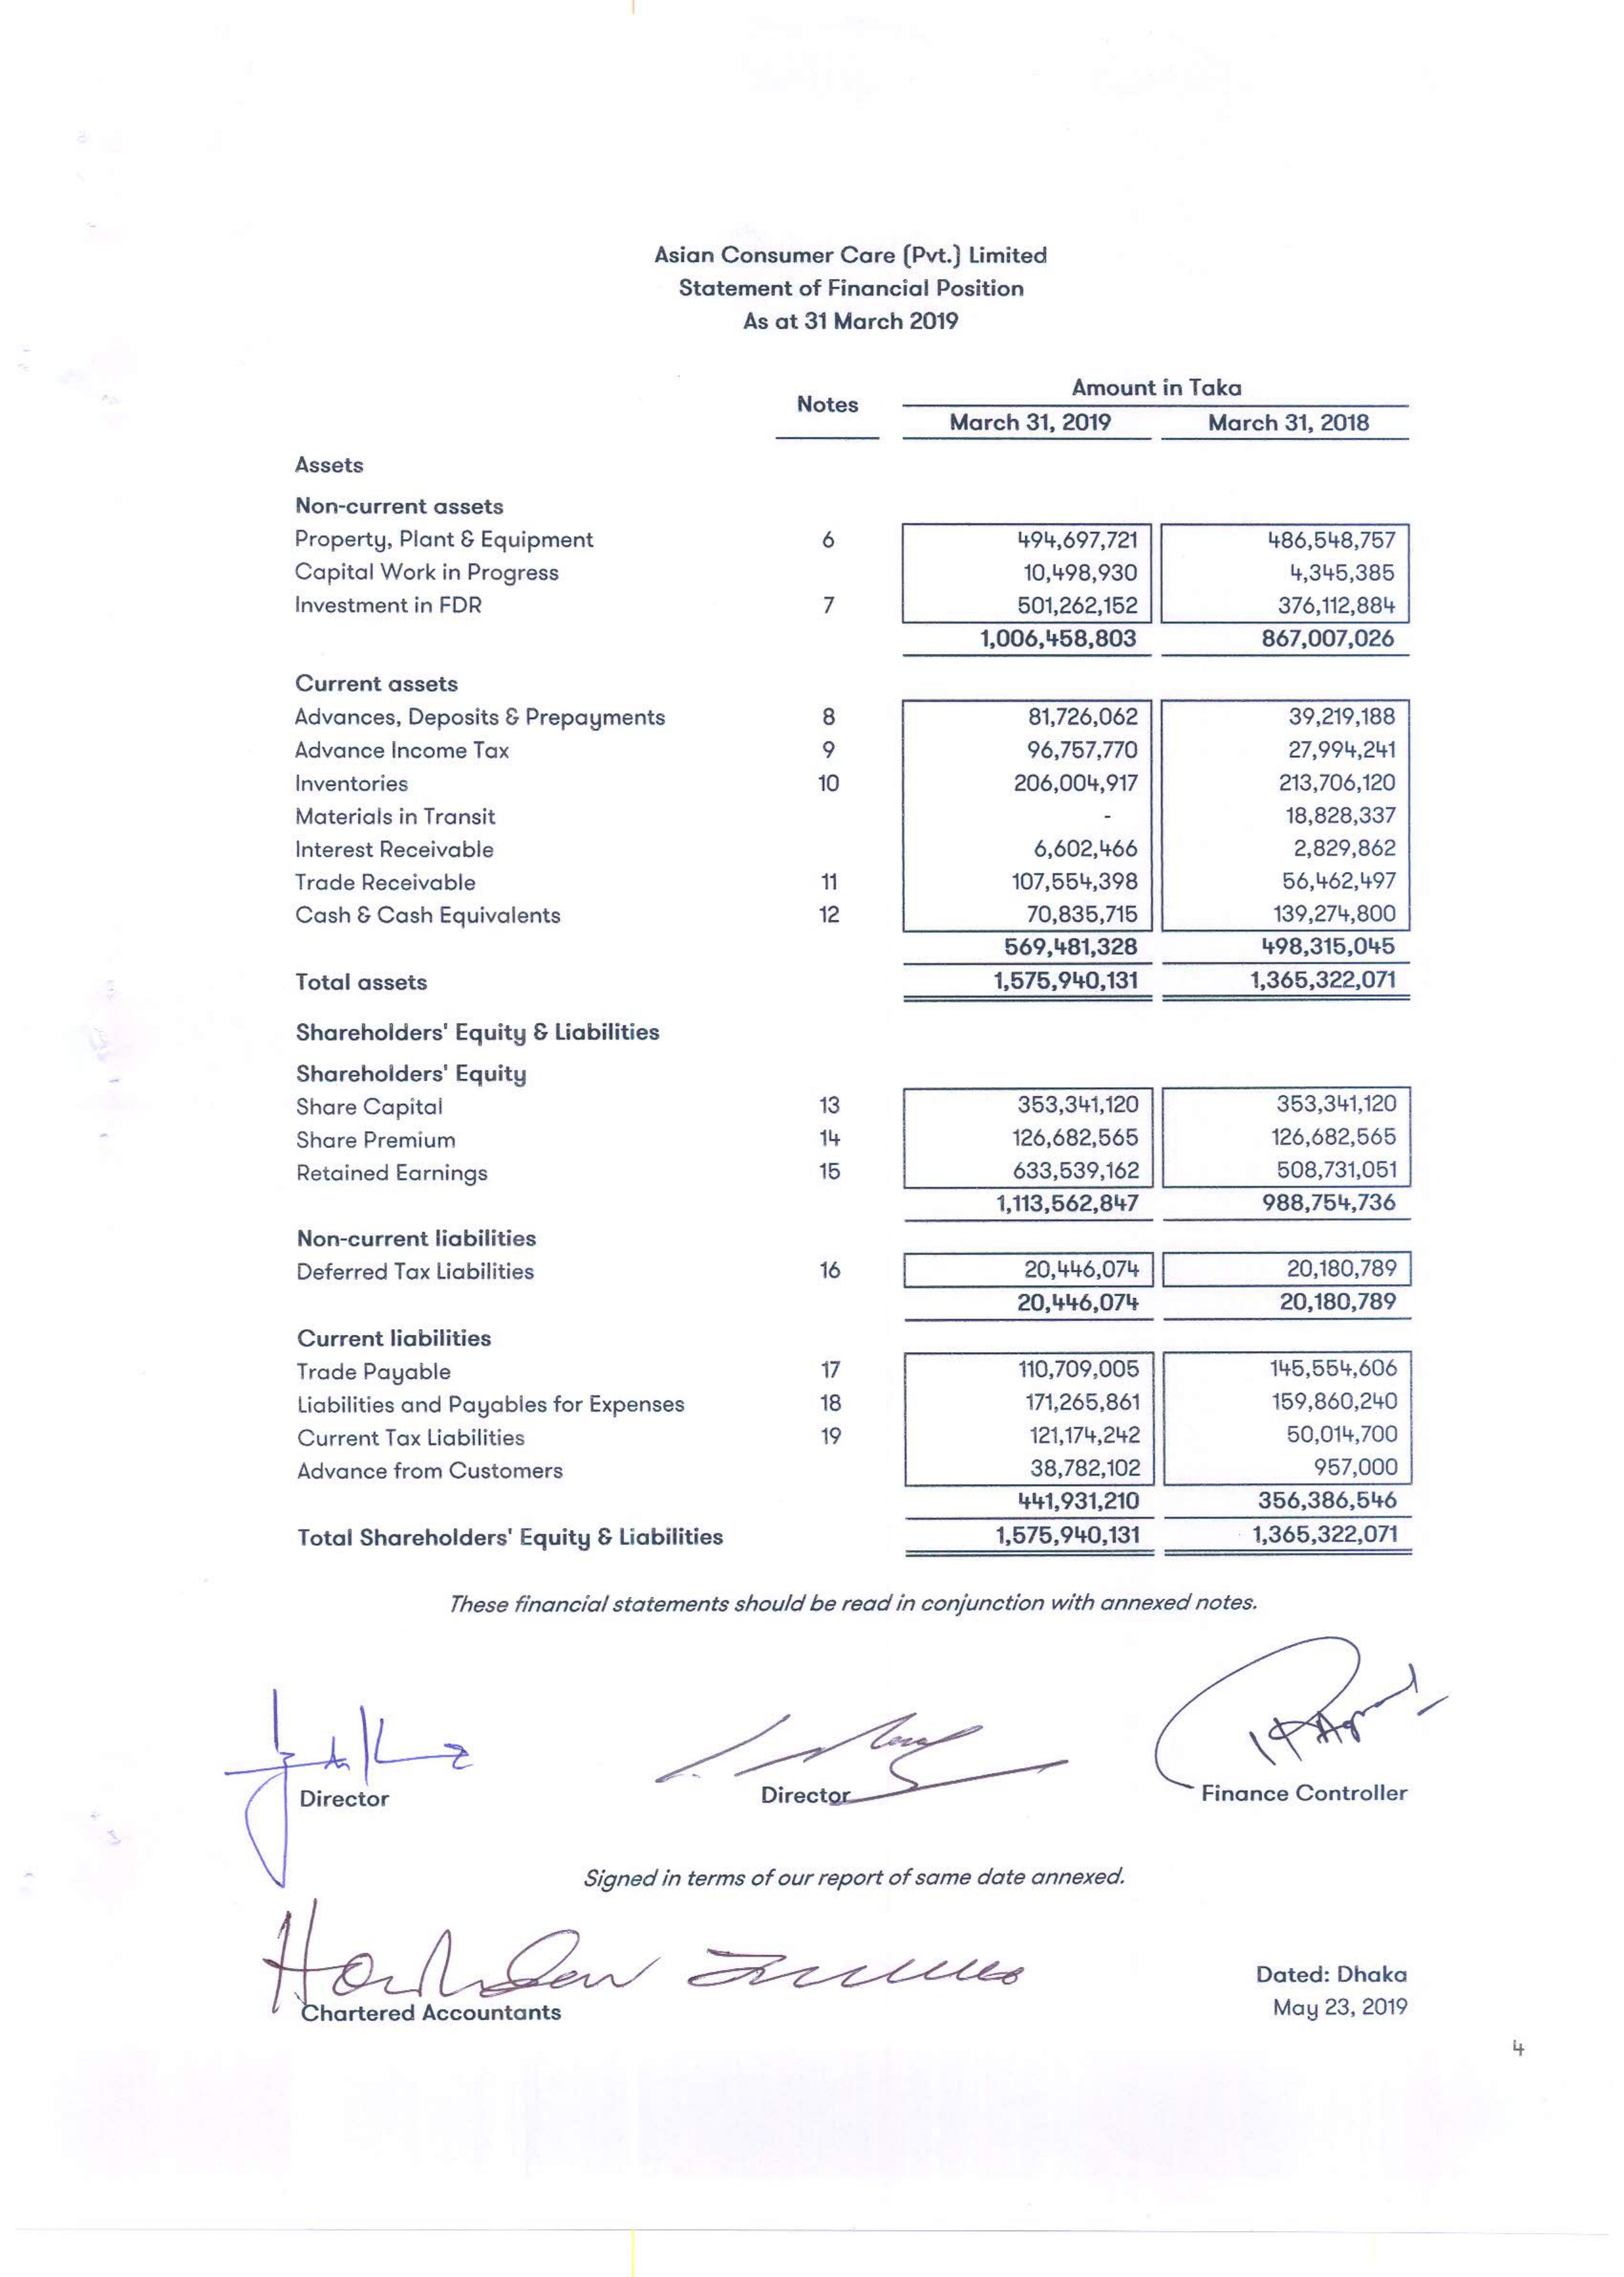 Asian Consumer Care (Pvt.) Limited
Statement of Financial Position
As at 31 March 2019
Notes Amount in Taka
March 31, 2019 March 31, 2018
Assets
Non-current assets
Property, Plant & Equipment 6 494,697,721 486,548,757
Capital Work in Progress 10,498,930 4,345,385
Investment in FDR 7 501,262,152 376,112,884
1,006,458,803 867,007,026
Current assets
Advances, Deposits & Prepayments 8 81,726,062 39,219,188
Advance Income Tax 9 96,757,770 27,994,241
Inventories 10 206,004,917 213,706,120
Materials in Transit - 18,828,337
Interest Receivable 6,602,466 2,829,862
Trade Receivable 11 107,554,398 56,462,497
Cash & Cash Equivalents 12 70,835,715 139,274,800
569,481,328 498,315,045
Total assets 1,575,940,131 1,365,322,071
Shareholders' Equity & Liabilities
Shareholders' Equity
Share Capital 13 353,341,120 353,341,120
Share Premium 14 126,682,565 126,682,565
Retained Earnings 15 633,539,162 508,731,051
1,113,562,847 988,754,736
Non-current liabilities
Deferred Tax Liabilities 16 20,446,074 20,180,789
20,446,074 20,180,789
Current liabilities
Trade Payable 17 110,709,005 145,554,606
Liabilities and Payables for Expenses 18 171,265,861 159,860,240
Current Tax Liabilities 19 121,174,242 50,014,700
Advance from Customers 38,782,102 957,000
441,931,210 356,386,546
Total Shareholders' Equity & Liabilities 1,575,940,131 1,365,322,071
These financial statements should be read in conjunction with annexed notes.
Director Director Finance Controller
Signed in terms of our report of same date annexed.
Chartered Accountants
Dated: Dhaka
May 23, 2019
4